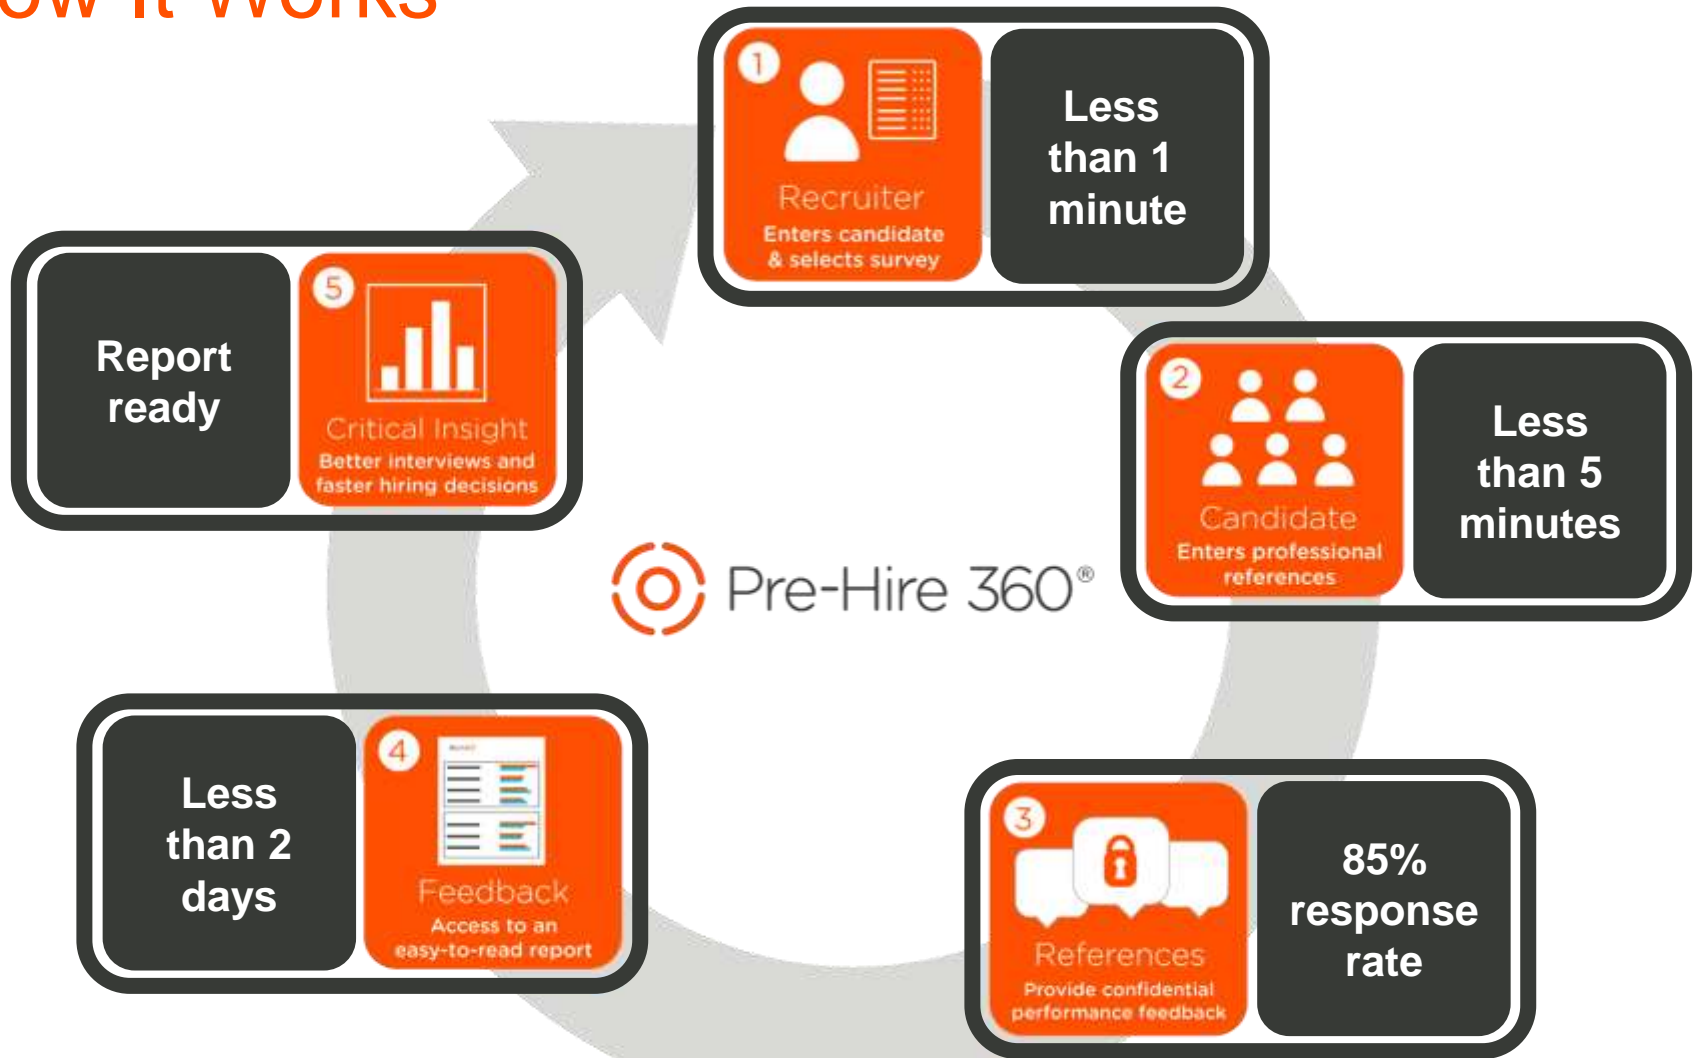 ow It Works
1
Recruiter
Enters candidate
& selects survey
Less
than 1
minute
2
Candidate
Enters professional
references
Less
than 5
minutes
3
References
Provide confidential
performance feedback
85%
response
rate
4
Feedback
Access to an
easy-to-read report
Less
than 2
days
5
Critical Insight
Better interviews and
faster hiring decisions
Report
ready
Pre-Hire 360®